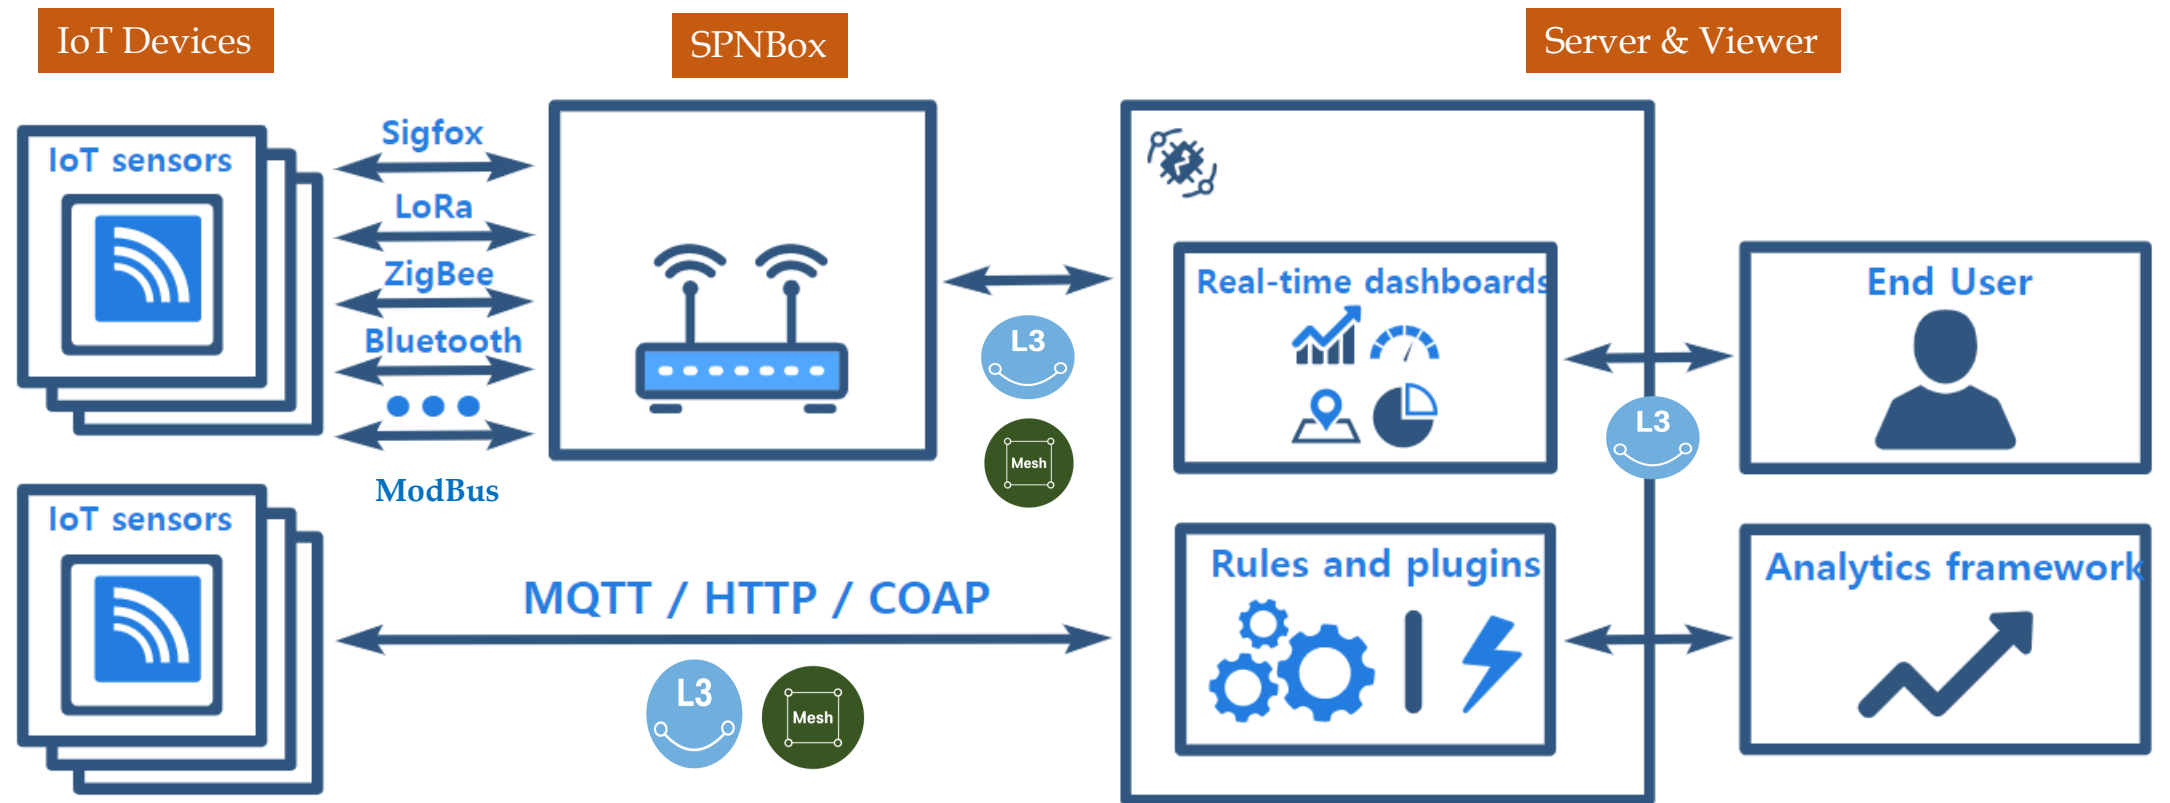 IoT Devices
SPNBox
Server & Viewer
IoT sensors
Sigfox
LoRa
ZigBee
Bluetooth
ModBus
L3
Mesh
Real-time dashboards
End User
L3
IoT sensors
MQTT / HTTP / COAP
L3
Mesh
Rules and plugins
Analytics framework